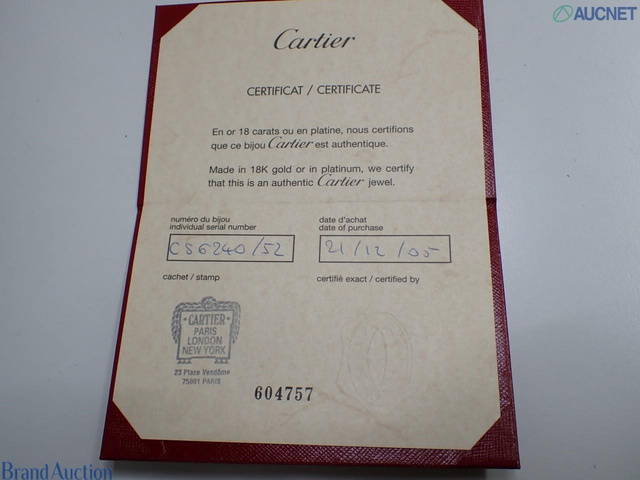 AUCNET
Cartier
CERTIFICAT / CERTIFICATE
En or 18 carats ou en platine, nous certifions
que ce bijou Cartier est authentique.
Made in 18K gold or in platinum, we certify
that this is an authentic Cartier jewel.
numéro du bijou
individual serial number
CS6240/52
date d'achat
date of purchase
21/12/05
cachet / stamp
certifié exact / certified by
CARTIER
PARIS
LONDON
NEW YORK
23 Place Vendôme
75001 PARIS
604757
Brand Auction